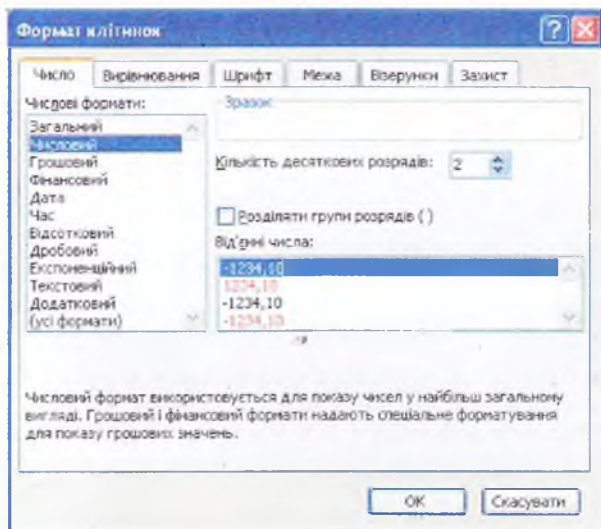 Формат клітинок
Число Вирівнювання Шрифт Межа Візерунки Захист
Числові формати:
Загальний
Числовий
Грошовий
Фінансовий
Дата
Час
Відсотковий
Дробовий
Експоненційний
Текстовий
Додатковий
(усі формати)
Зразок
Кількість десяткових розрядів: 2
Розділяти групи розрядів ( )
Від'ємні числа:
-1234,10
1234,10
-1234,10
-1234,10
Числовий формат використовується для показу чисел у найбільш загальному
вигляді. Грошовий і фінансовий формати надають спеціальне форматування
для показу грошових значень.
ОК Скасувати